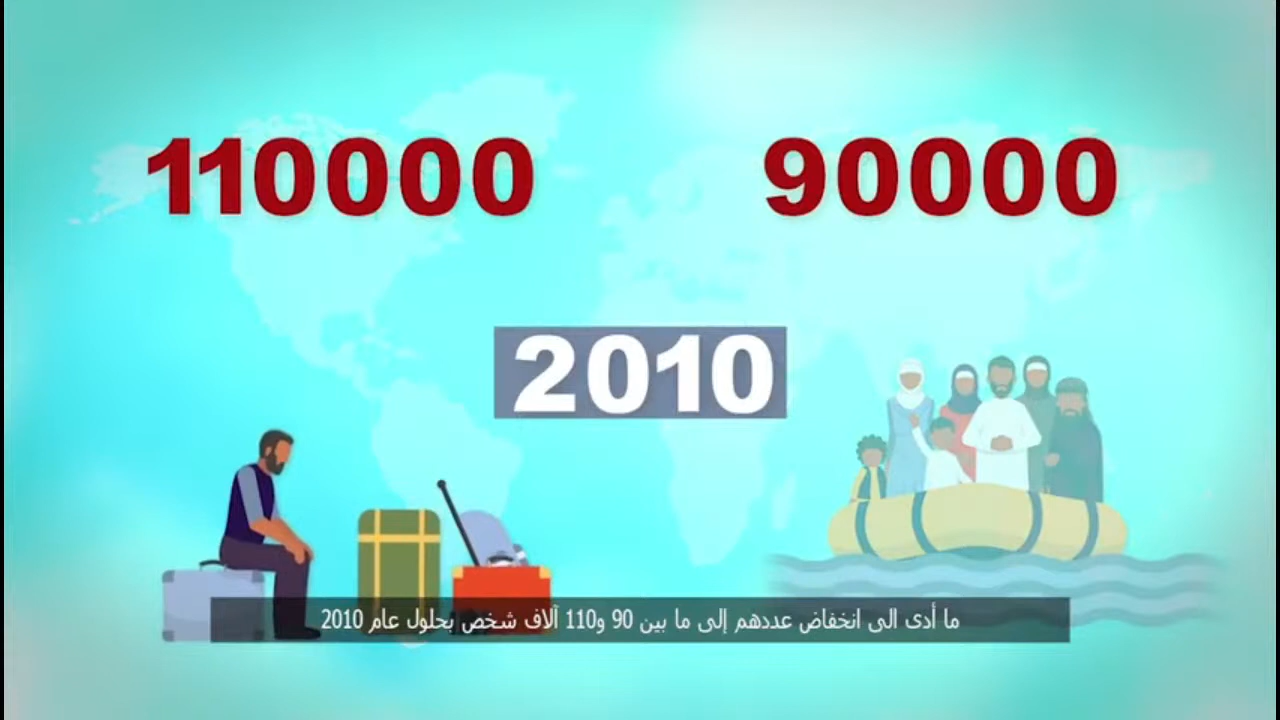 110000
90000
2010
ما أدى الى انخفاض عددهم إلى ما بين 90 و110 آلاف شخص بحلول عام 2010